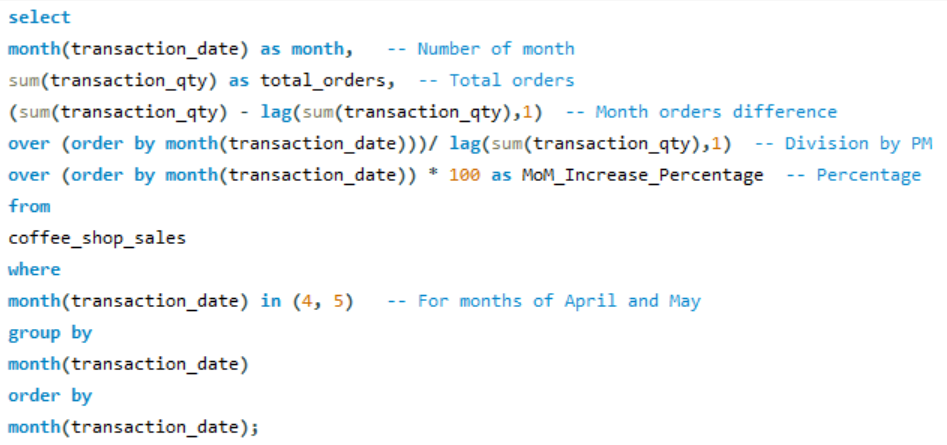 select
month(transaction_date) as month,   -- Number of month
sum(transaction_qty) as total_orders,  -- Total orders
(sum(transaction_qty) - lag(sum(transaction_qty),1)  -- Month orders difference
over (order by month(transaction_date)))/ lag(sum(transaction_qty),1)  -- Division by PM
over (order by month(transaction_date)) * 100 as MoM_Increase_Percentage  -- Percentage
from
coffee_shop_sales
where
month(transaction_date) in (4, 5)   -- For months of April and May
group by
month(transaction_date)
order by
month(transaction_date);